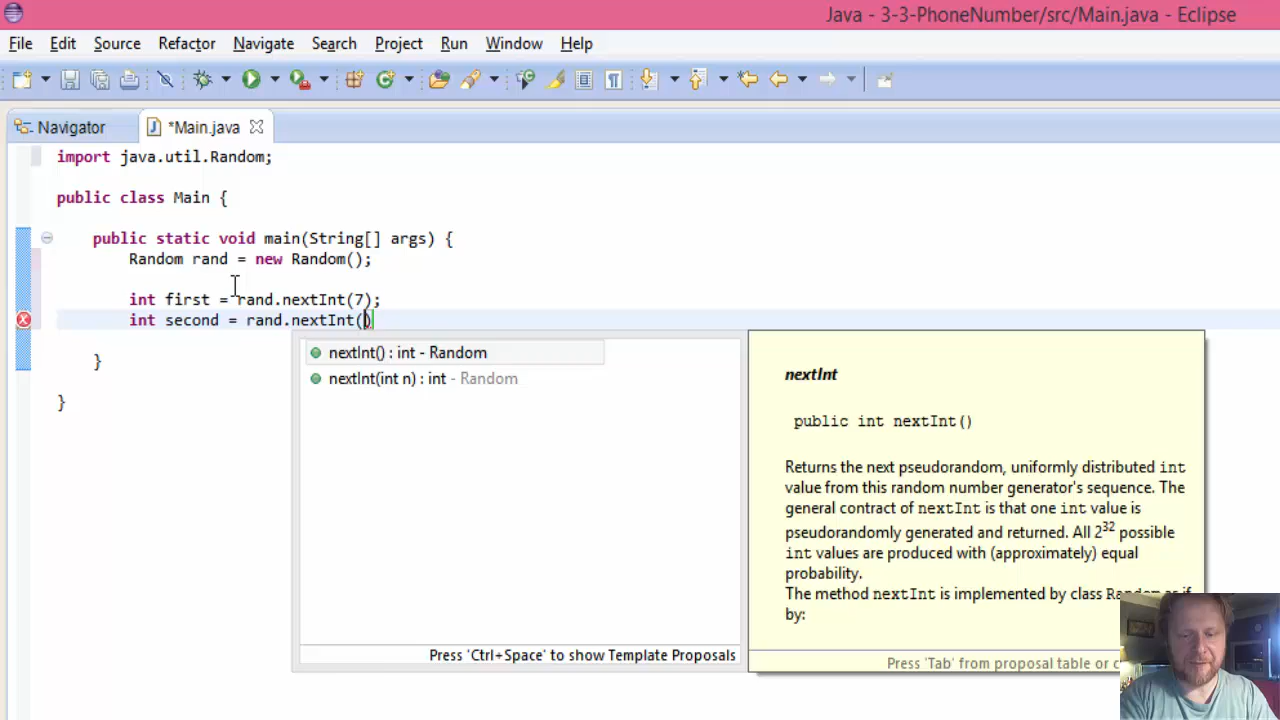 Java - 3-3-PhoneNumber/src/Main.java - Eclipse
File Edit Source Refactor Navigate Search Project Run Window Help
Navigator *Main.java
import java.util.Random;
public class Main {
public static void main(String[] args) {
Random rand = new Random();
int first = rand.nextInt(7);
int second = rand.nextInt()
}
}
nextInt() : int - Random
nextInt(int n) : int - Random
Press 'Ctrl+Space' to show Template Proposals
nextInt
public int nextInt()
Returns the next pseudorandom, uniformly distributed int
value from this random number generator's sequence. The
general contract of nextInt is that one int value is
pseudorandomly generated and returned. All 2³² possible
int values are produced with (approximately) equal
probability.
The method nextInt is implemented by class Random as if
by:
Press 'Tab' from proposal table or c